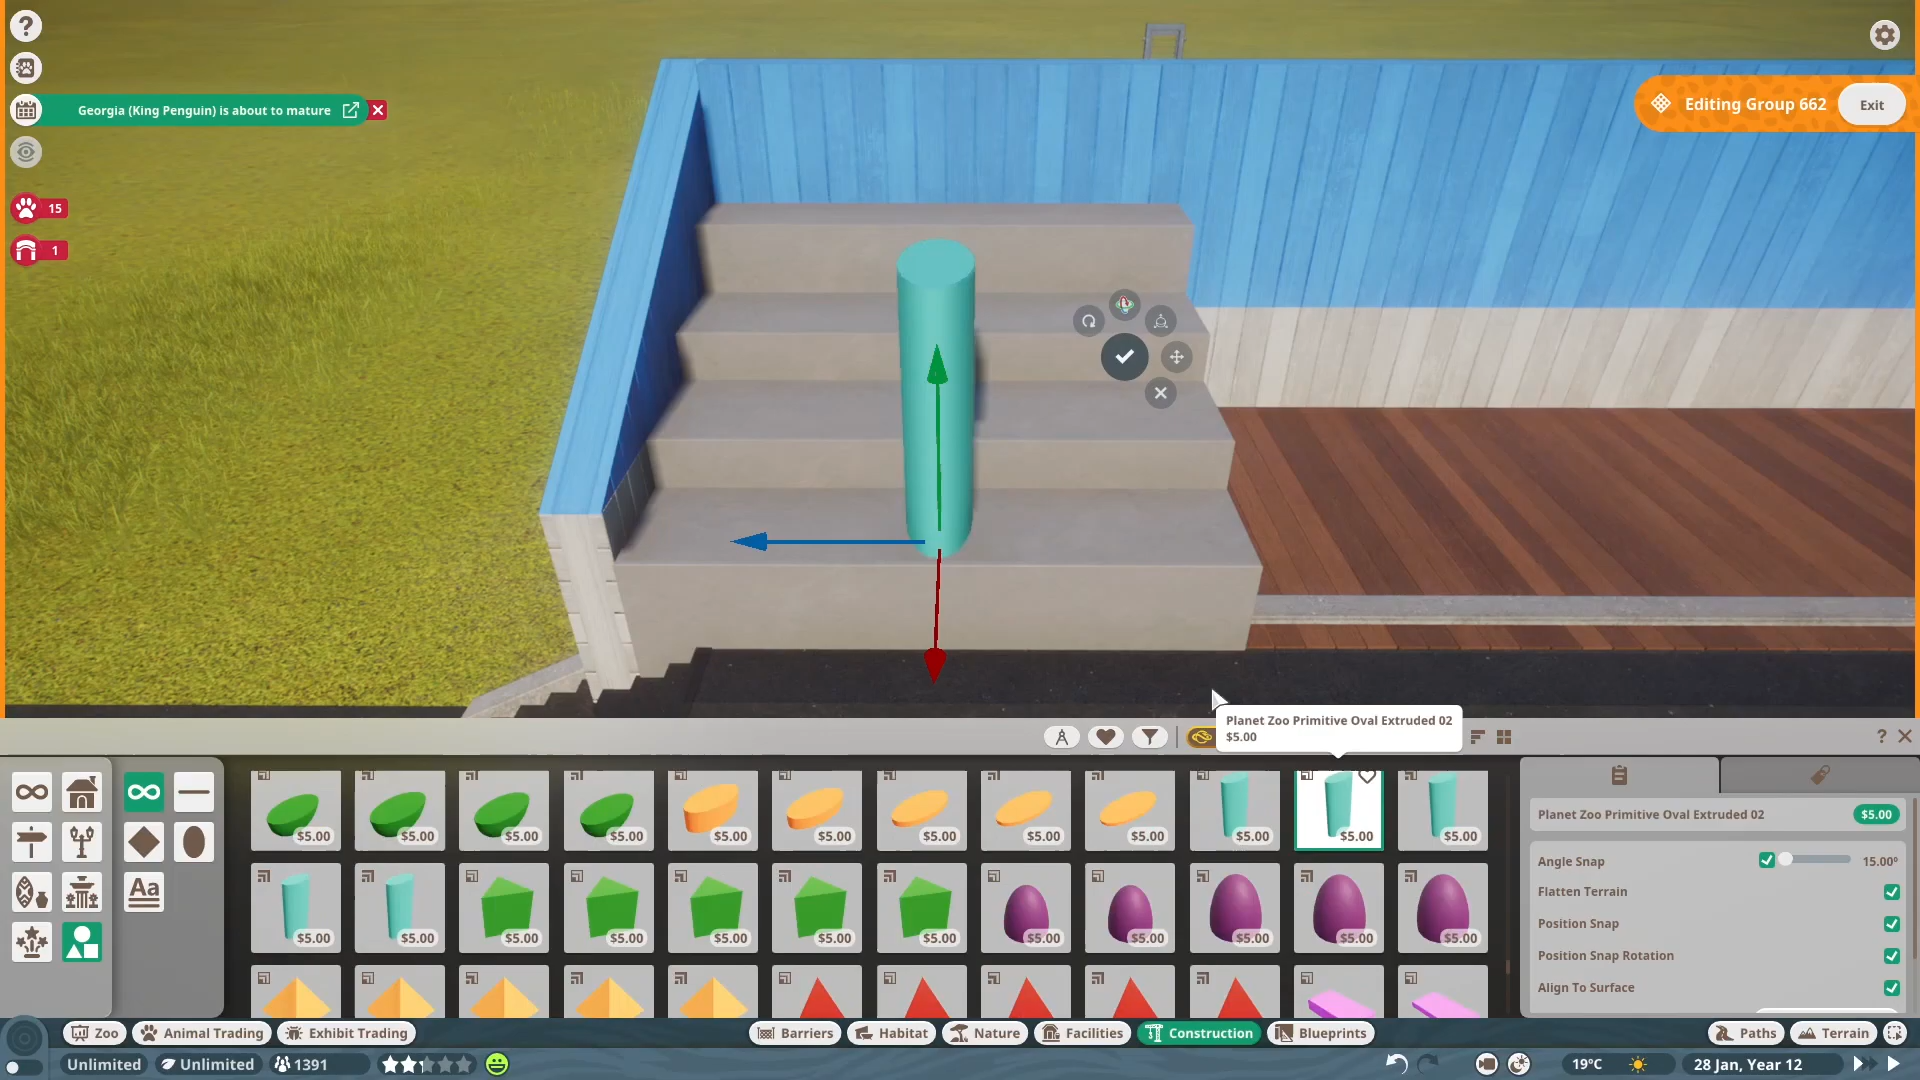 ?
Georgia (King Penguin) is about to mature
Editing Group 662
Exit
15
1
Planet Zoo Primitive Oval Extruded 02
$5.00
?
$5.00 $5.00 $5.00 $5.00 $5.00 $5.00 $5.00 $5.00 $5.00 $5.00 $5.00 $5.00
$5.00 $5.00 $5.00 $5.00 $5.00 $5.00 $5.00 $5.00 $5.00 $5.00 $5.00 $5.00
Aa
Planet Zoo Primitive Oval Extruded 02 $5.00
Angle Snap 15.00°
Flatten Terrain
Position Snap
Position Snap Rotation
Align To Surface
Zoo Animal Trading Exhibit Trading Barriers Habitat Nature Facilities Construction Blueprints Paths Terrain
Unlimited Unlimited 1391 19°C 28 Jan, Year 12